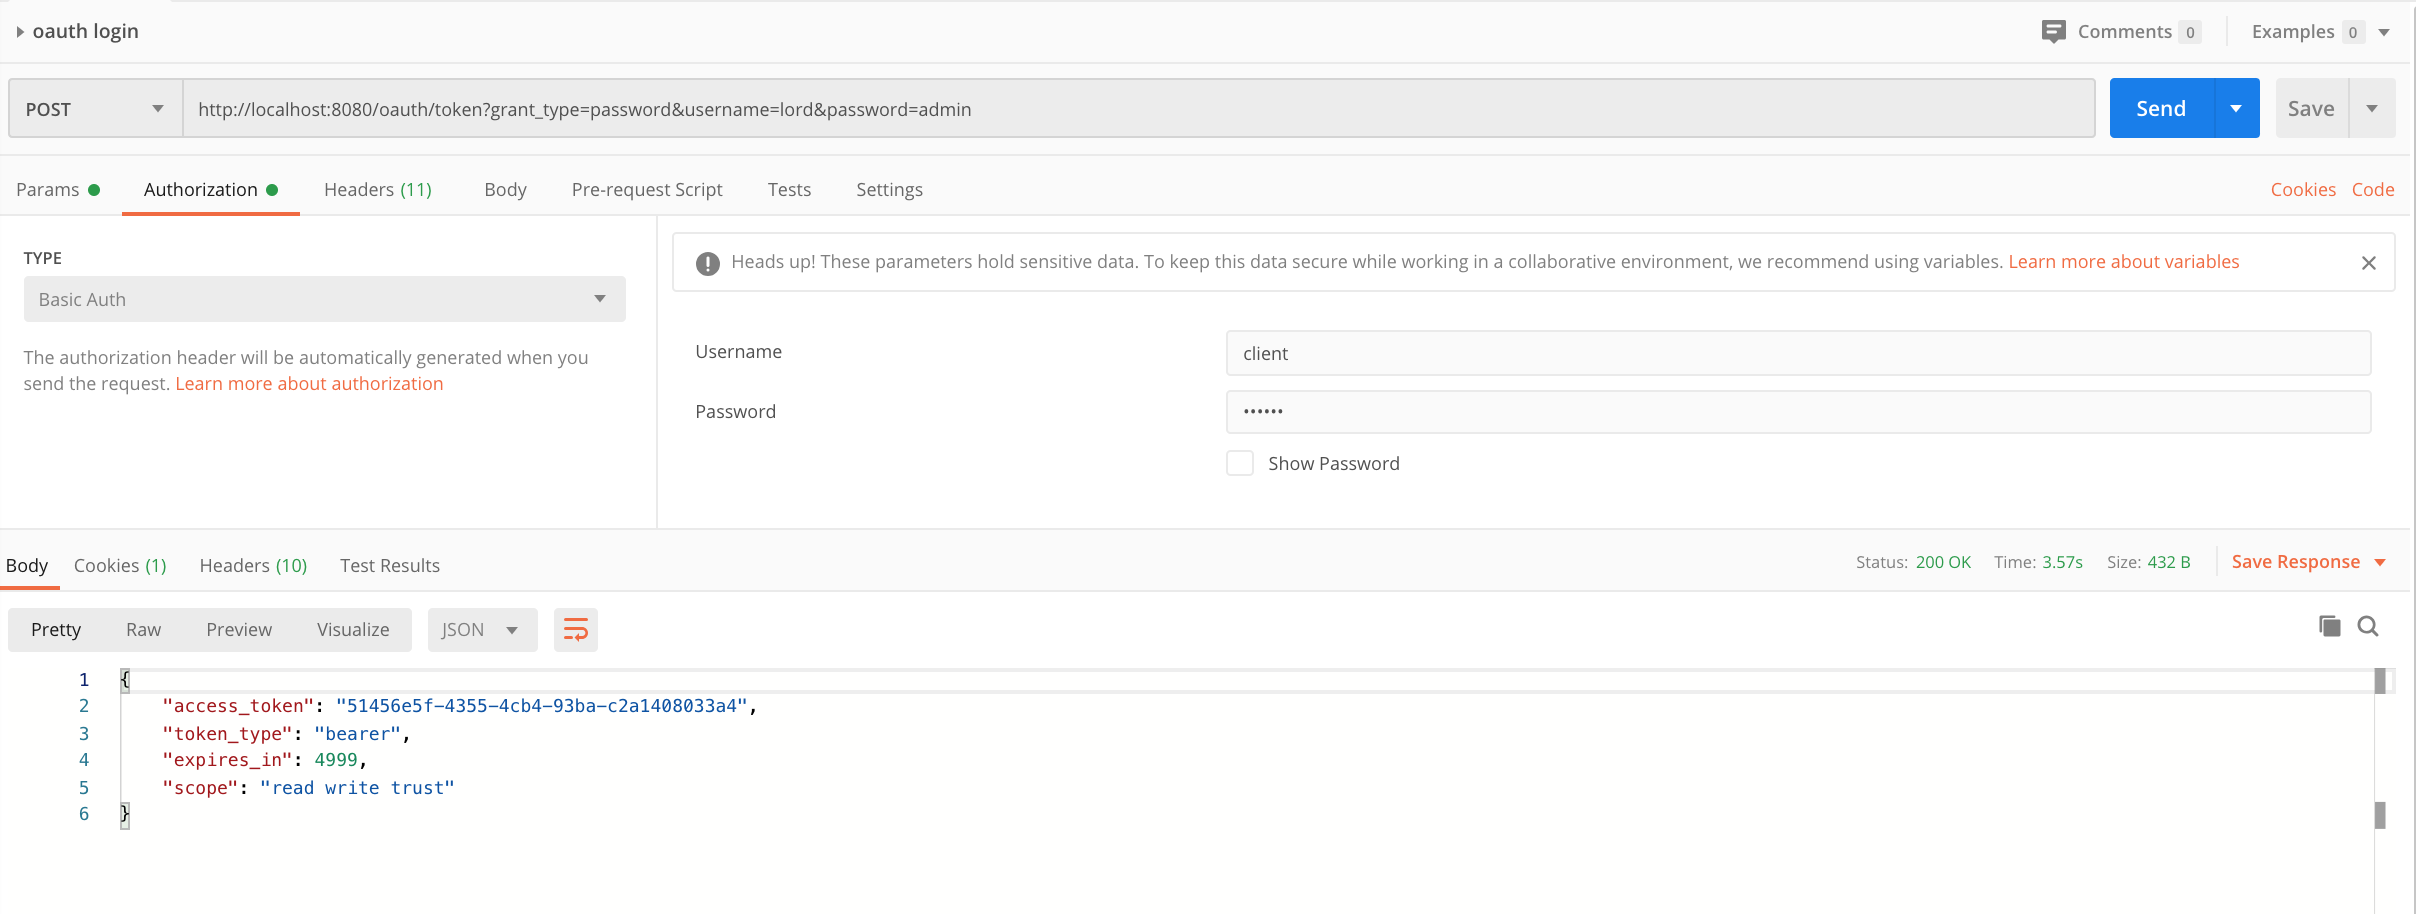 oauth login
Comments 0
Examples 0
POST
http://localhost:8080/oauth/token?grant_type=password&username=lord&password=admin
Send
Save
Params
Authorization
Headers (11)
Body
Pre-request Script
Tests
Settings
Cookies
Code
TYPE
Basic Auth
The authorization header will be automatically generated when you
send the request. Learn more about authorization
Heads up! These parameters hold sensitive data. To keep this data secure while working in a collaborative environment, we recommend using variables. Learn more about variables
Username
client
Password
••••••
Show Password
Body
Cookies (1)
Headers (10)
Test Results
Status: 200 OK
Time: 3.57s
Size: 432 B
Save Response
Pretty
Raw
Preview
Visualize
JSON
1 {
2 "access_token": "51456e5f-4355-4cb4-93ba-c2a1408033a4",
3 "token_type": "bearer",
4 "expires_in": 4999,
5 "scope": "read write trust"
6 }